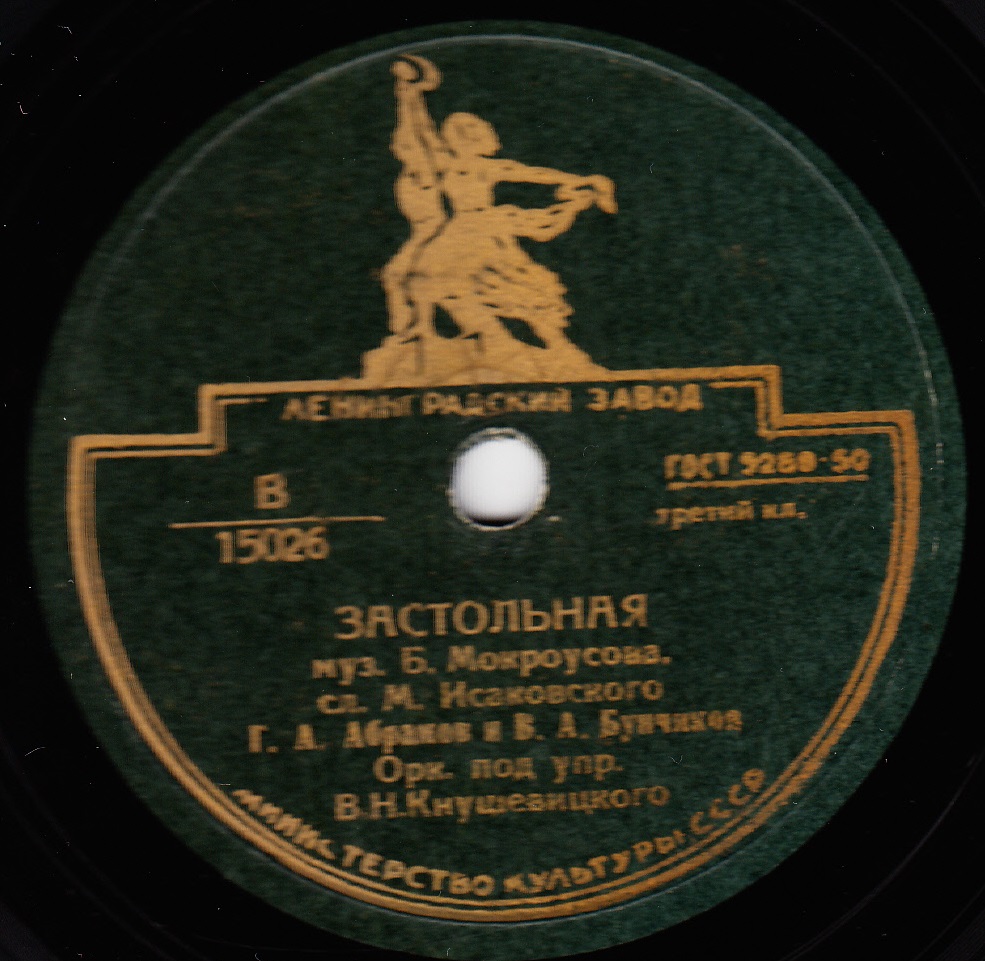 ЛЕНИНГРАДСКИЙ ЗАВОД
ГОСТ 5289-50
третий кл.
В
15026
ЗАСТОЛЬНАЯ
муз. Б. Мокроусова,
сл. М. Исаковского
Г. А. Абрамов и В. А. Бунчиков
Орк. под упр.
В.Н.Кнушевицкого
МИНИСТЕРСТВО КУЛЬТУРЫ СССР